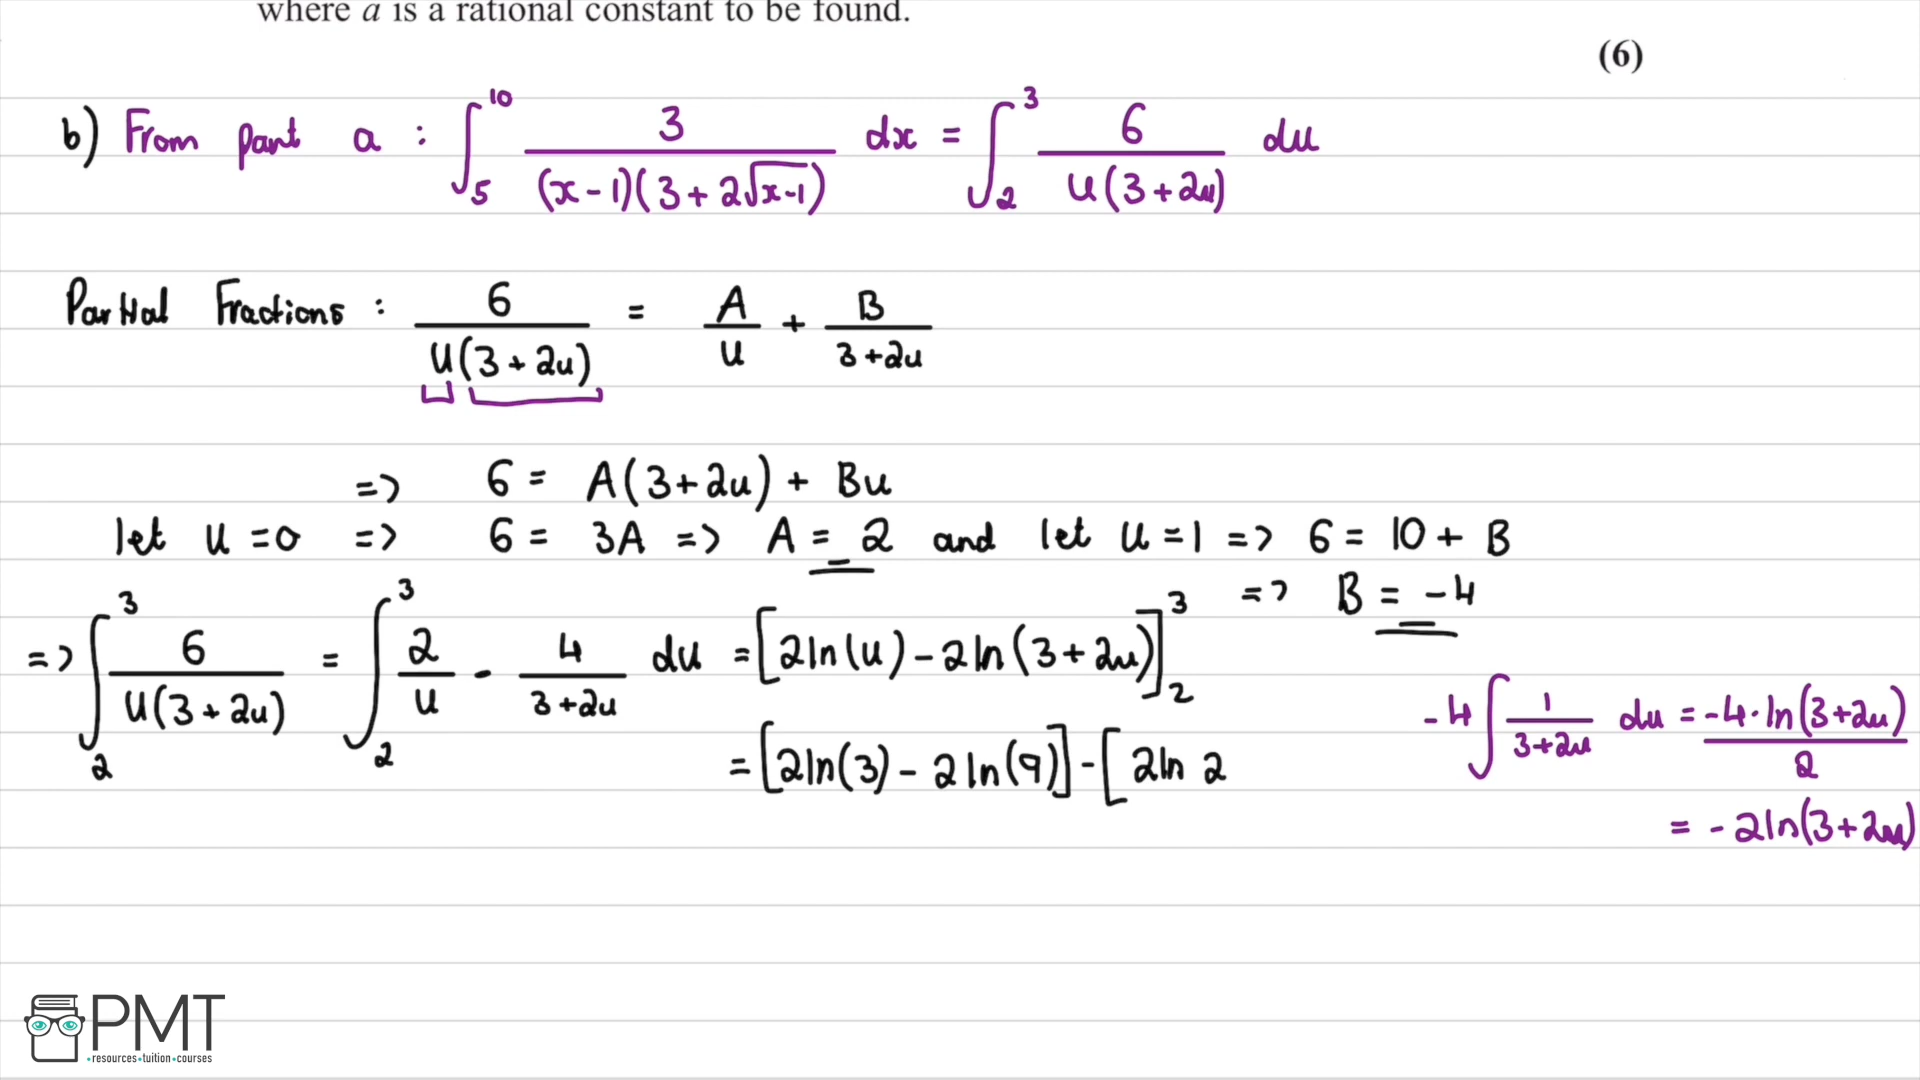 where a is a rational constant to be found.
(6)
b) From part a : ∫₅¹⁰ 3/((x-1)(3+2√(x-1))) dx = ∫₂³ 6/(u(3+2u)) du
Partial Fractions : 6/(u(3+2u)) = A/u + B/(3+2u)
=> 6 = A(3+2u) + Bu
let u=0 => 6 = 3A => A = 2 and let u=1 => 6 = 10 + B
=> B = -4
=> ∫₂³ 6/(u(3+2u)) = ∫₂³ 2/u - 4/(3+2u) du = [2ln(u) - 2ln(3+2u)]₂³
= [2ln(3) - 2ln(9)] - [2ln 2
-4∫ 1/(3+2u) du = -4·ln(3+2u)/2
= -2ln(3+2u)
PMT
•resources•tuition•courses